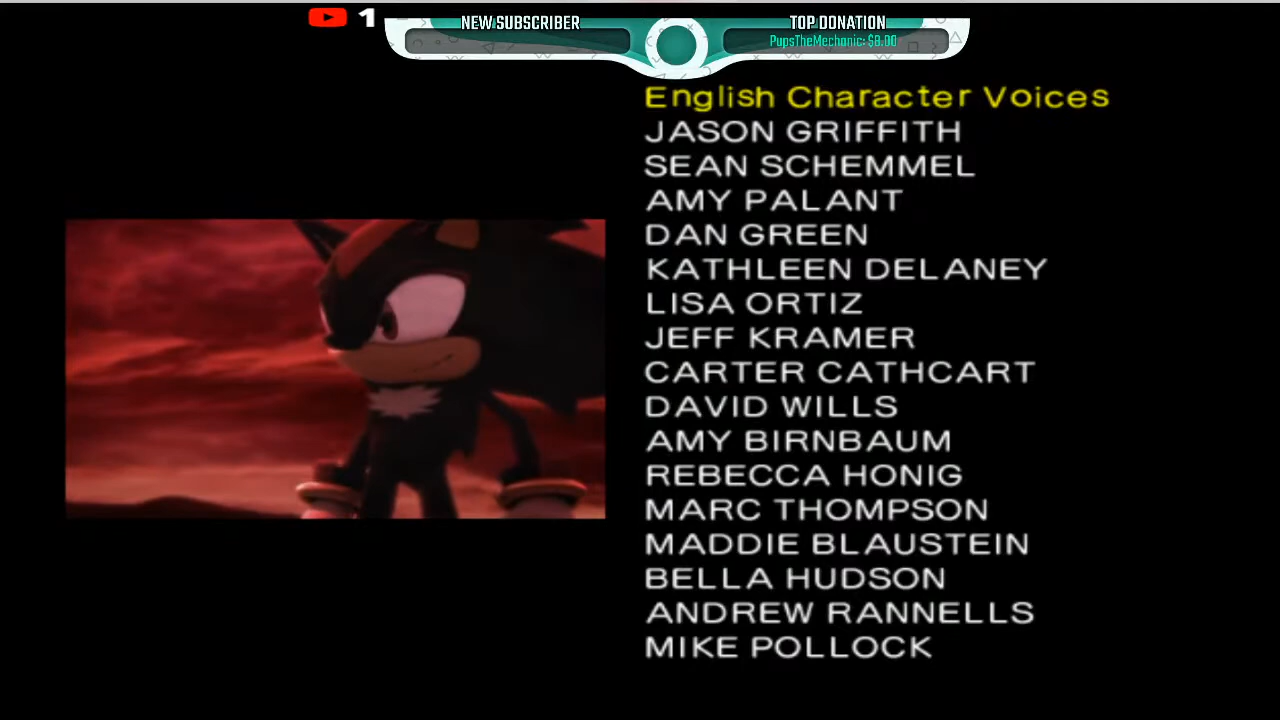 1
NEW SUBSCRIBER
TOP DONATION
PupsTheMechanic: $8.00
English Character Voices
JASON GRIFFITH
SEAN SCHEMMEL
AMY PALANT
DAN GREEN
KATHLEEN DELANEY
LISA ORTIZ
JEFF KRAMER
CARTER CATHCART
DAVID WILLS
AMY BIRNBAUM
REBECCA HONIG
MARC THOMPSON
MADDIE BLAUSTEIN
BELLA HUDSON
ANDREW RANNELLS
MIKE POLLOCK